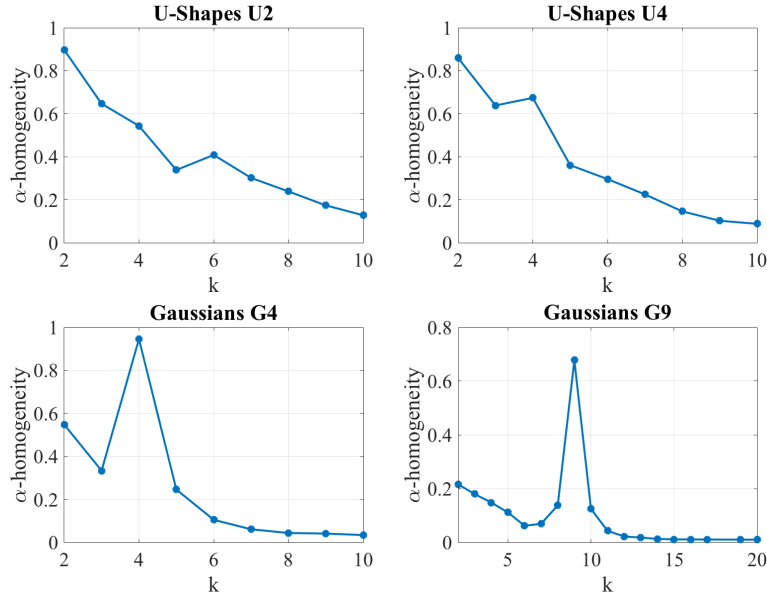 U-Shapes U2
1
0.8
0.6
0.4
0.2
0
α-homogeneity
2 4 6 8 10
k
U-Shapes U4
1
0.8
0.6
0.4
0.2
0
α-homogeneity
2 4 6 8 10
k
Gaussians G4
1
0.8
0.6
0.4
0.2
0
α-homogeneity
2 4 6 8 10
k
Gaussians G9
0.8
0.6
0.4
0.2
0
α-homogeneity
5 10 15 20
k